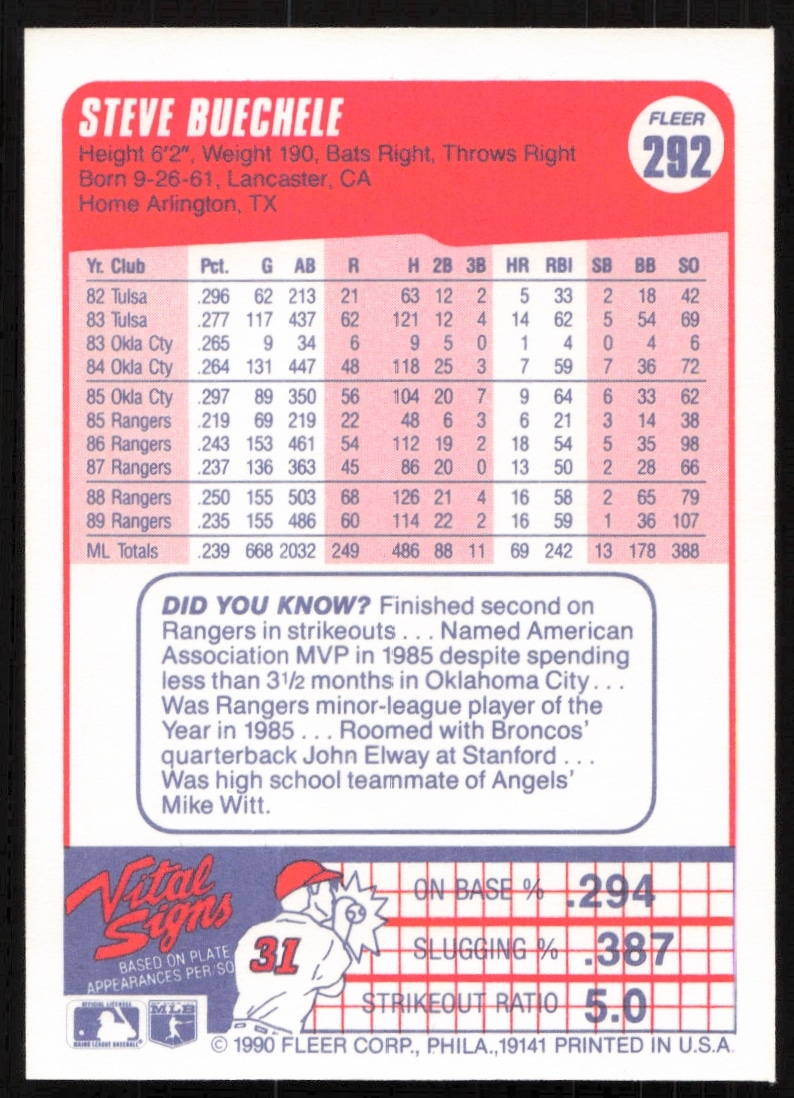 STEVE BUECHELE
FLEER
292
Height 6'2", Weight 190, Bats Right, Throws Right
Born 9-26-61, Lancaster, CA
Home Arlington, TX
Yr. Club Pct. G AB R H 2B 3B HR RBI SB BB SO
82 Tulsa .296 62 213 21 63 12 2 5 33 2 18 42
83 Tulsa .277 117 437 62 121 12 4 14 62 5 54 69
83 Okla Cty .265 9 34 6 9 5 0 1 4 0 4 6
84 Okla Cty .264 131 447 48 118 25 3 7 59 7 36 72
85 Okla Cty .297 89 350 56 104 20 7 9 64 6 33 62
85 Rangers .219 69 219 22 48 6 3 6 21 3 14 38
86 Rangers .243 153 461 54 112 19 2 18 54 5 35 98
87 Rangers .237 136 363 45 86 20 0 13 50 2 28 66
88 Rangers .250 155 503 68 126 21 4 16 58 2 65 79
89 Rangers .235 155 486 60 114 22 2 16 59 1 36 107
ML Totals .239 668 2032 249 486 88 11 69 242 13 178 388
DID YOU KNOW? Finished second on
Rangers in strikeouts . . . Named American
Association MVP in 1985 despite spending
less than 3 1/2 months in Oklahoma City . . .
Was Rangers minor-league player of the
Year in 1985 . . . Roomed with Broncos'
quarterback John Elway at Stanford . . .
Was high school teammate of Angels'
Mike Witt.
Vital
Signs
BASED ON PLATE
APPEARANCES PER/SO
31
ON BASE % .294
SLUGGING % .387
STRIKEOUT RATIO 5.0
OFFICIAL LICENSEE
MAJOR LEAGUE BASEBALL
MLB
© 1990 FLEER CORP., PHILA.,19141 PRINTED IN U.S.A.